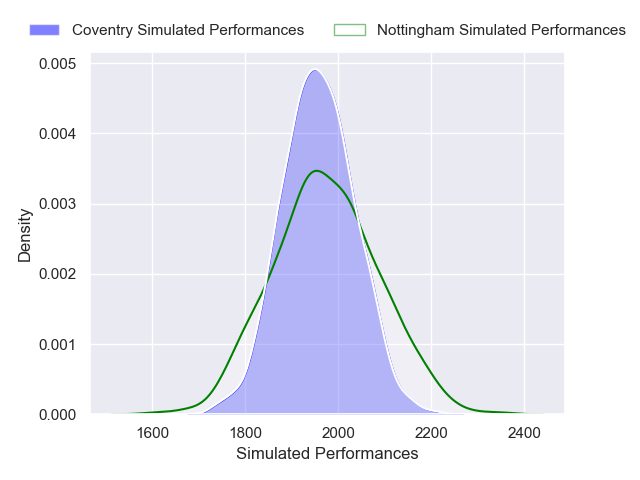 Coventry Simulated Performances Nottingham Simulated Performances
0.005
0.004
0.003
0.002
0.001
0.000
Density
1600 1800 2000 2200 2400
Simulated Performances